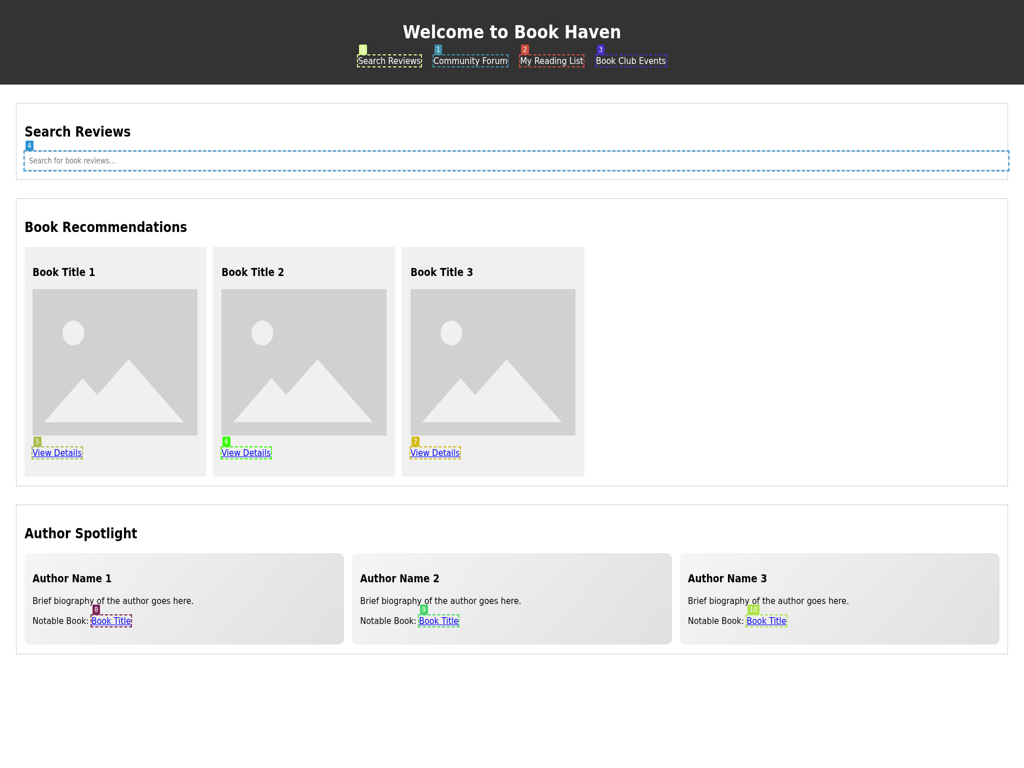 Welcome to Book Haven
0 1 2 3
Search Reviews Community Forum My Reading List Book Club Events
Search Reviews
4
Search for book reviews...
Book Recommendations
Book Title 1 Book Title 2 Book Title 3
5 6 7
View Details View Details View Details
Author Spotlight
Author Name 1 Author Name 2 Author Name 3
Brief biography of the author goes here. Brief biography of the author goes here. Brief biography of the author goes here.
8 9 10
Notable Book: Book Title Notable Book: Book Title Notable Book: Book Title